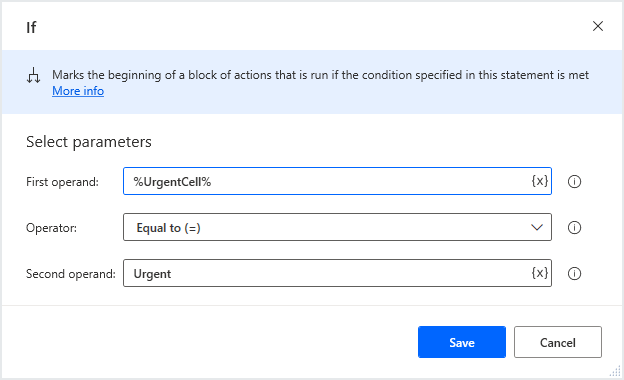 If
Marks the beginning of a block of actions that is run if the condition specified in this statement is met
More info
Select parameters
First operand: %UrgentCell% {x}
Operator: Equal to (=)
Second operand: Urgent {x}
Save Cancel